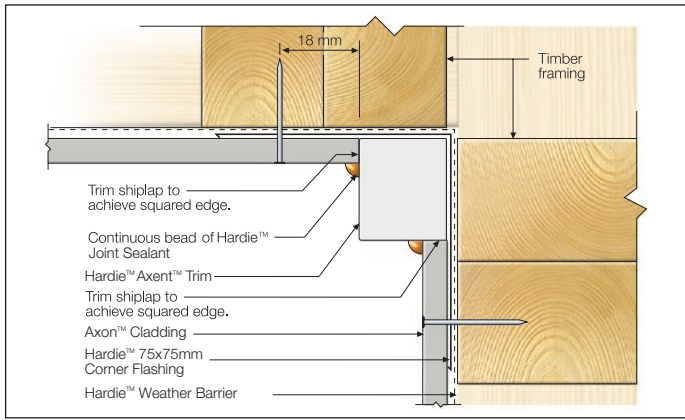 18 mm
Timber
framing
Trim shiplap to
achieve squared edge.
Continuous bead of Hardie™
Joint Sealant
Hardie™ Axent™ Trim
Trim shiplap to
achieve squared edge.
Axon™ Cladding
Hardie™ 75x75mm
Corner Flashing
Hardie™ Weather Barrier